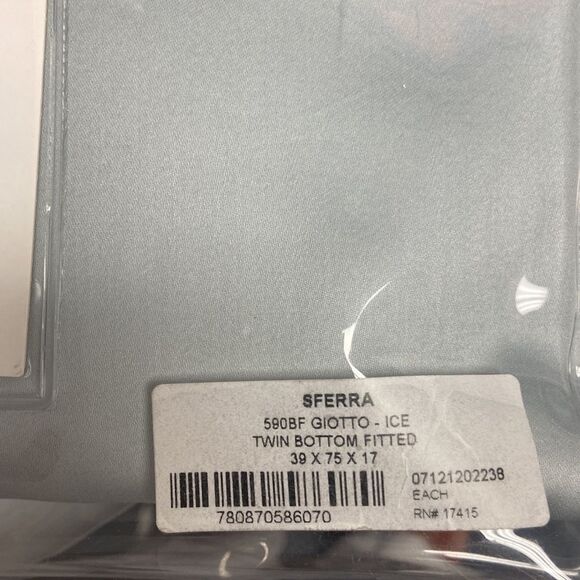 SFERRA
590BF GIOTTO - ICE
TWIN BOTTOM FITTED
39 X 75 X 17
07121202238
EACH
780870586070
RN# 17415